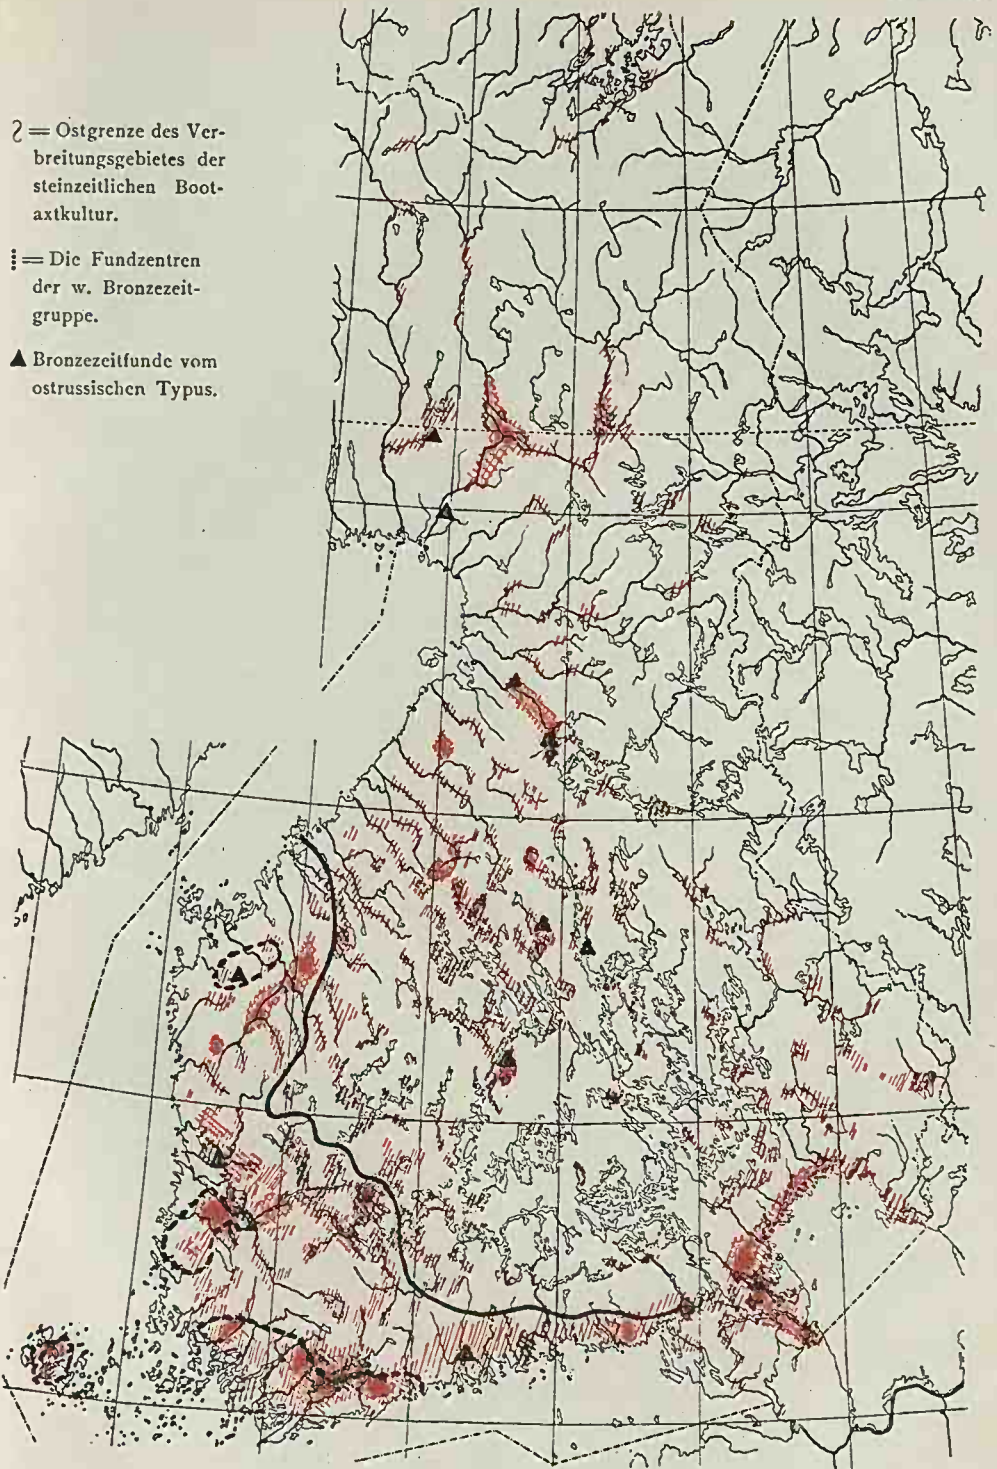 = Ostgrenze des Ver-
breitungsgebietes der
steinzeitlichen Boot-
axtkultur.
= Die Fundzentren
der w. Bronzezeit-
gruppe.
▲ Bronzezeitfunde vom
ostrussischen Typus.